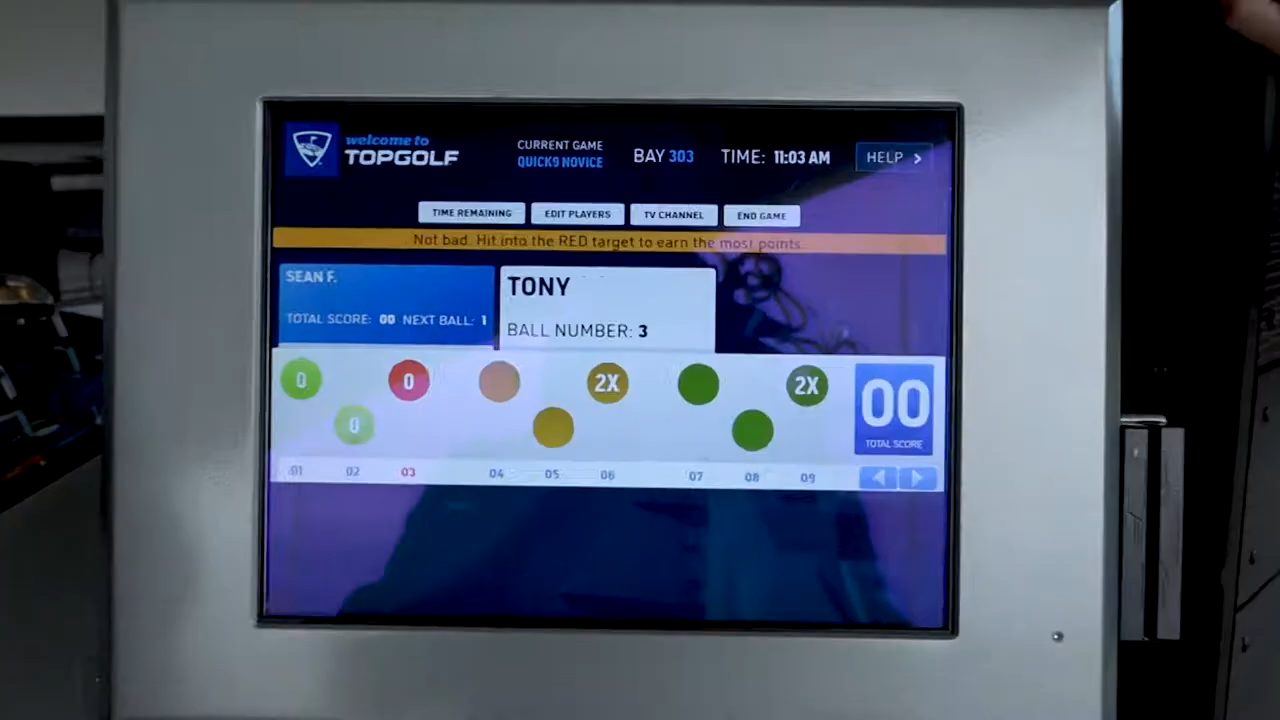 welcome to
TOPGOLF
CURRENT GAME
QUICK9 NOVICE
BAY 303
TIME: 11:03 AM
HELP >
TIME REMAINING
EDIT PLAYERS
TV CHANNEL
END GAME
Not bad. Hit into the RED target to earn the most points.
SEAN F.
TOTAL SCORE: 00 NEXT BALL: 1
TONY
BALL NUMBER: 3
0
0
0
2X
2X
00
TOTAL SCORE
01 02 03 04 05 06 07 08 09